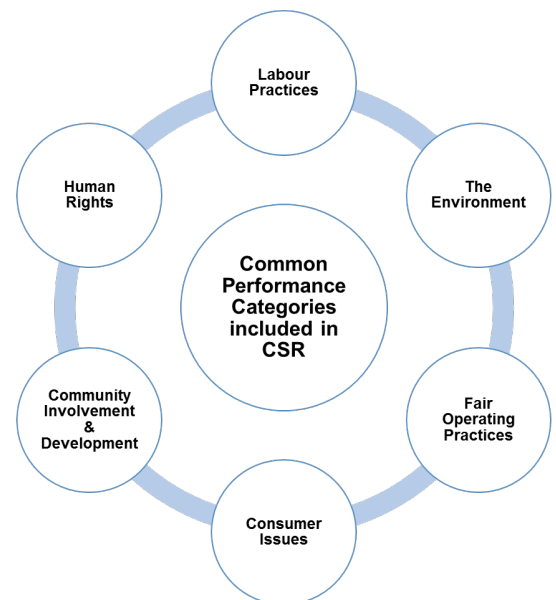 Labour
Practices
Human
Rights
The
Environment
Common
Performance
Categories
included in
CSR
Community
Involvement
&
Development
Fair
Operating
Practices
Consumer
Issues